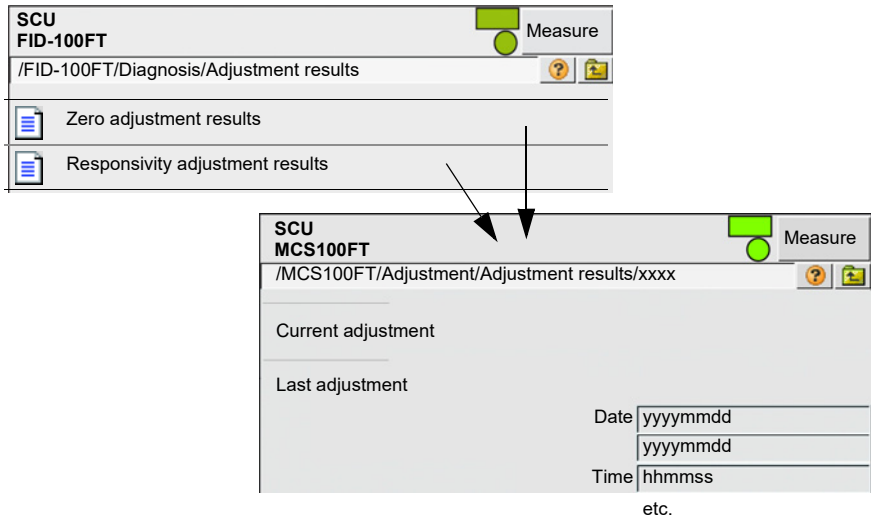 SCU
FID-100FT
Measure
/FID-100FT/Diagnosis/Adjustment results
Zero adjustment results
Responsivity adjustment results
SCU
MCS100FT
Measure
/MCS100FT/Adjustment/Adjustment results/xxxx
Current adjustment
Last adjustment
Date yyyymmdd
yyyymmdd
Time hhmmss
etc.